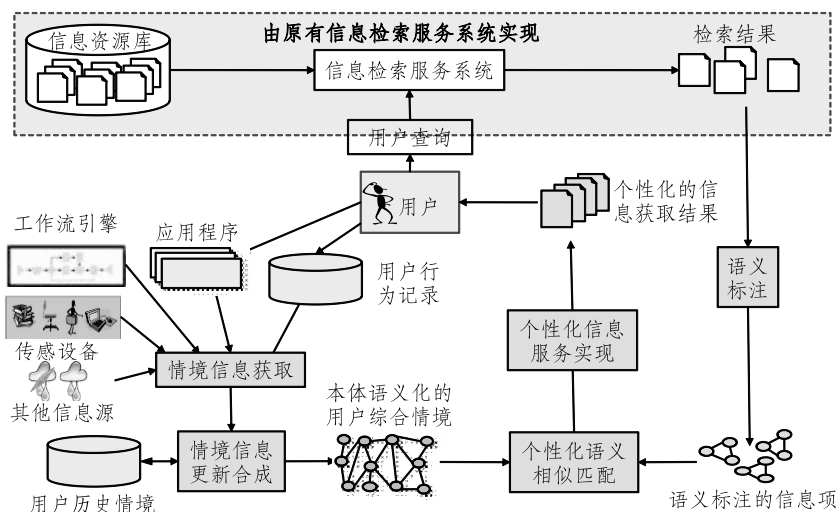 信息资源库
由原有信息检索服务系统实现
检索结果
信息检索服务系统
用户查询
用户
个性化的信
息获取结果
工作流引擎
应用程序
用户行
为记录
语义
标注
传感设备
个性化信息
服务实现
情境信息获取
其他信息源
本体语义化的
用户综合情境
情境信息
更新合成
个性化语义
相似匹配
用户历史情境
语义标注的信息项